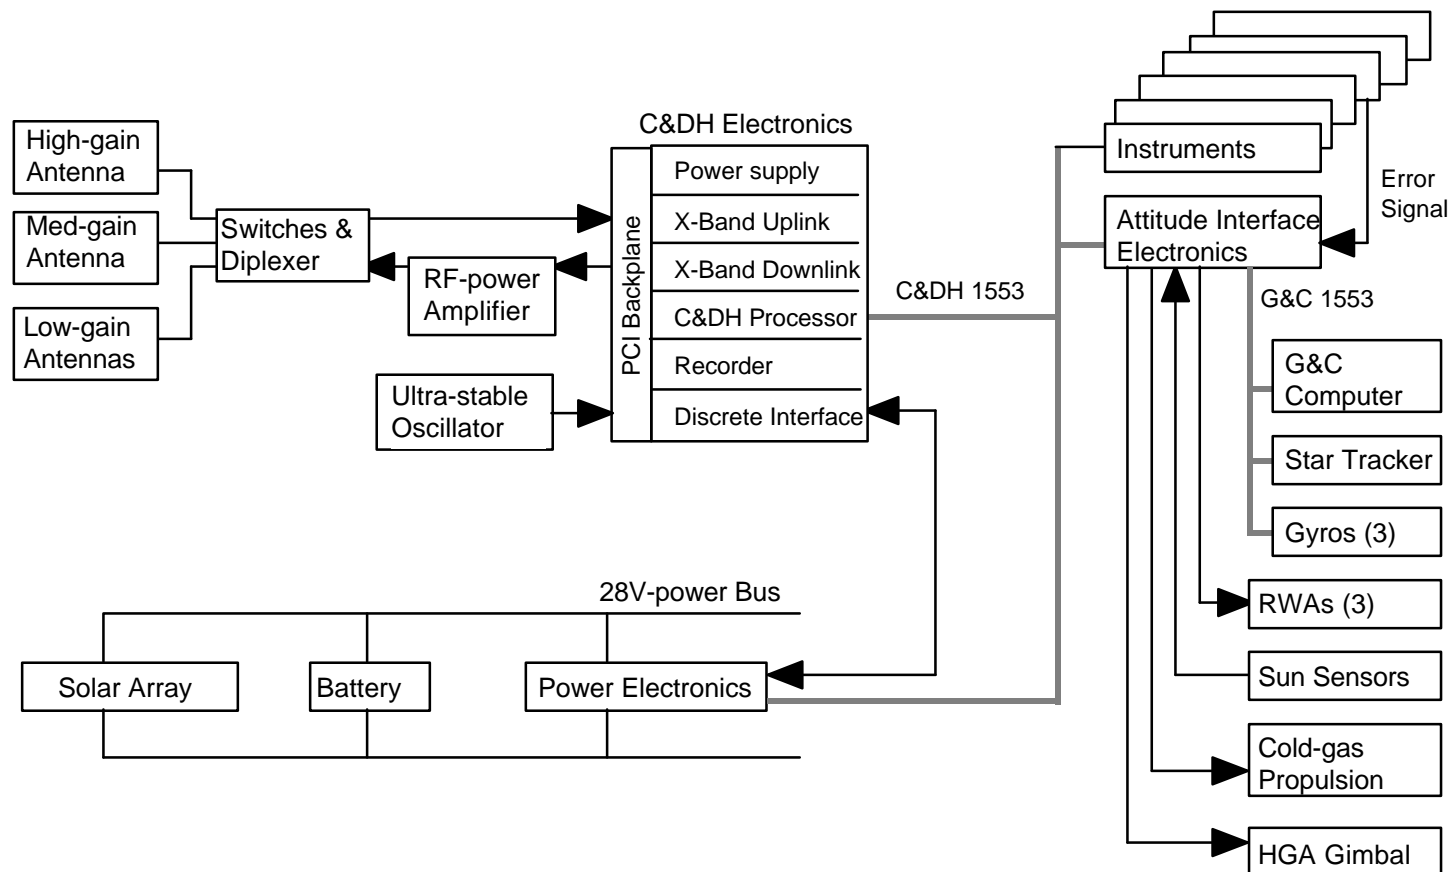 C&DH Electronics
High-gain
Antenna
Med-gain
Antenna
Low-gain
Antennas
Switches &
Diplexer
RF-power
Amplifier
Ultra-stable
Oscillator
PCI Backplane
Power supply
X-Band Uplink
X-Band Downlink
C&DH Processor
Recorder
Discrete Interface
C&DH 1553
Instruments
Error
Signal
Attitude Interface
Electronics
G&C 1553
G&C
Computer
Star Tracker
Gyros (3)
RWAs (3)
Sun Sensors
Cold-gas
Propulsion
HGA Gimbal
28V-power Bus
Solar Array
Battery
Power Electronics